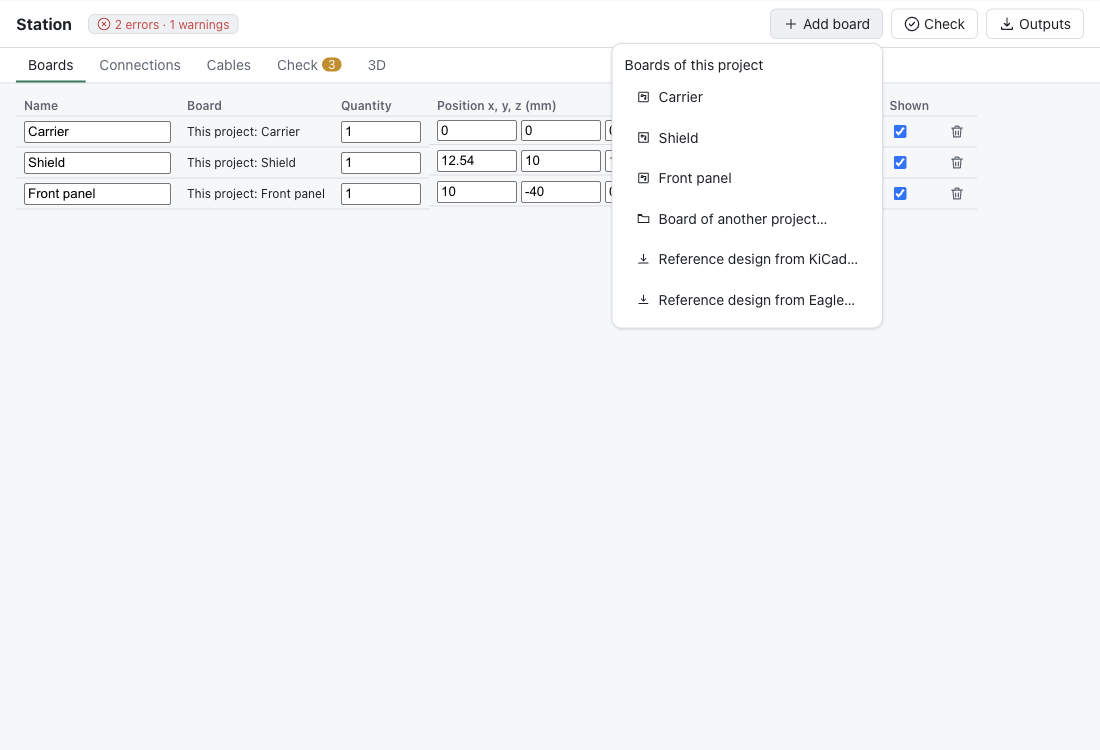 Station
2 errors · 1 warnings
Add board
Check
Outputs
Boards
Connections
Cables
Check 3
3D
Boards of this project
Carrier
Shield
Front panel
Board of another project...
Reference design from KiCad...
Reference design from Eagle...
Name Board Quantity Position x, y, z (mm) Shown
Carrier This project: Carrier 1 0 0
Shield This project: Shield 1 12.54 10
Front panel This project: Front panel 1 10 -40